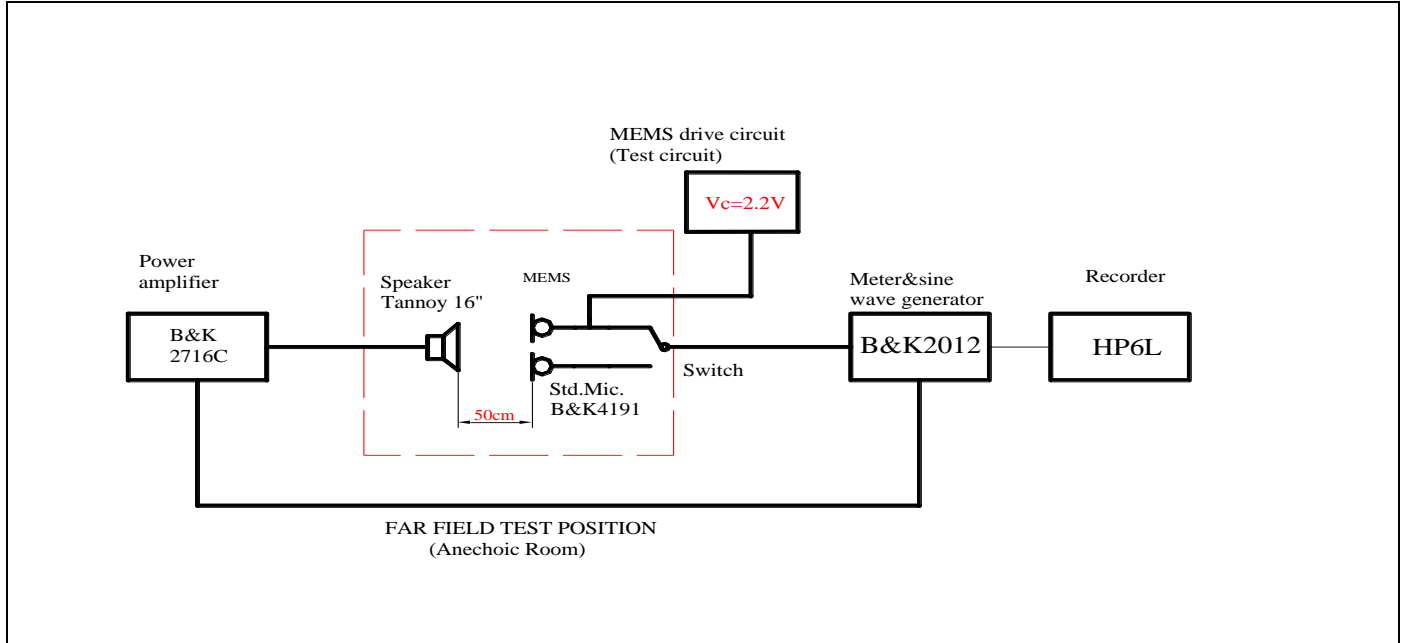 MEMS drive circuit
(Test circuit)
Vc=2.2V
Power
amplifier
B&K
2716C
Speaker
Tannoy 16"
MEMS
50cm
Std.Mic.
B&K4191
Switch
Meter&sine
wave generator
B&K2012
Recorder
HP6L
FAR FIELD TEST POSITION
(Anechoic Room)